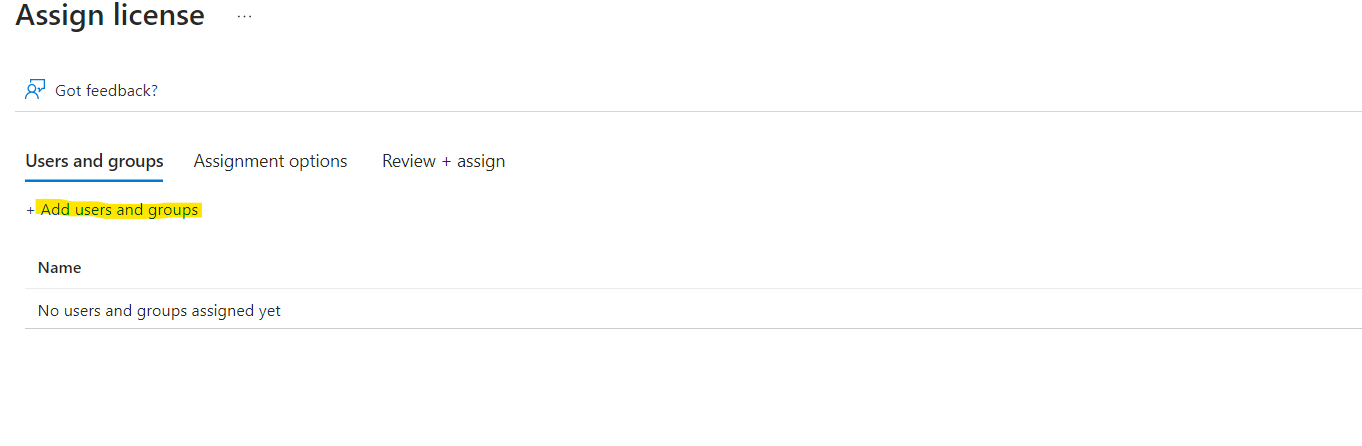 Assign license ...
Got feedback?
Users and groups Assignment options Review + assign
+ Add users and groups
Name
No users and groups assigned yet